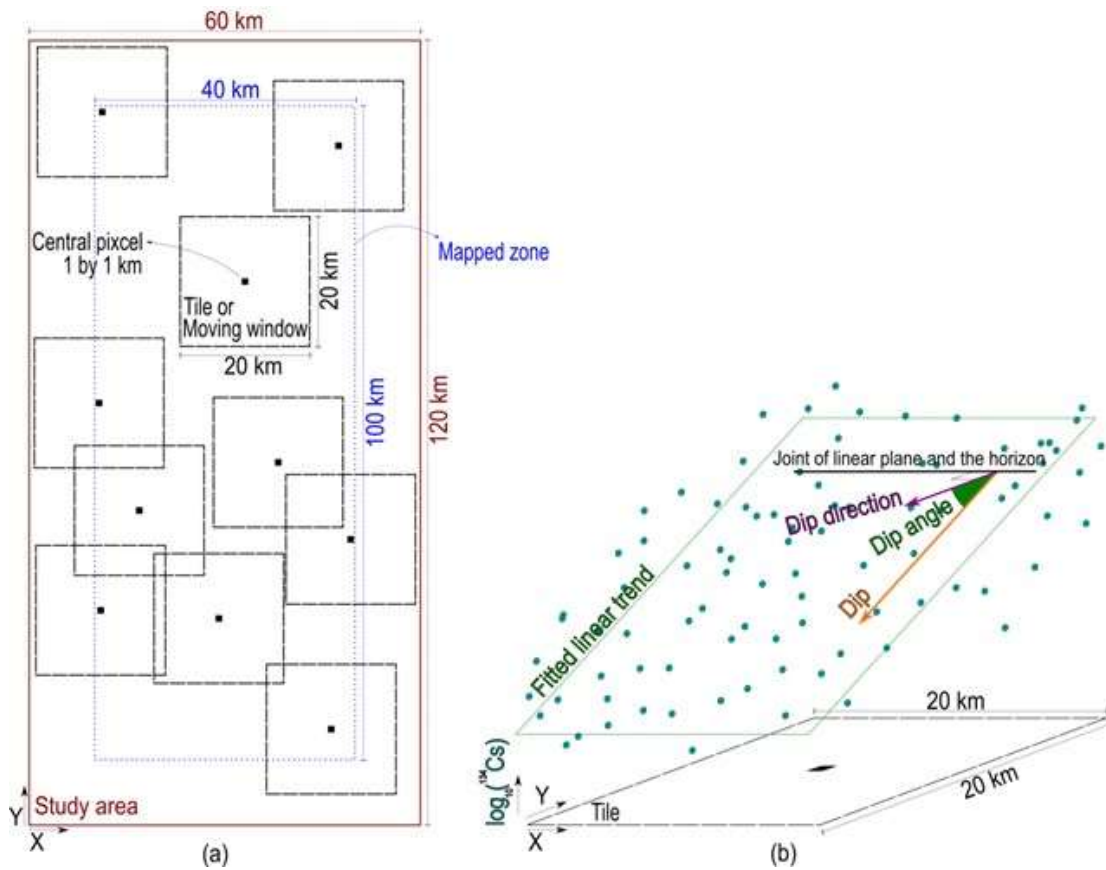 60 km
40 km
Central pixcel
1 by 1 km
Mapped zone
Tile or
Moving window
20 km
20 km
100 km
120 km
Study area
Y
X
(a)
Joint of linear plane and the horizon
Dip direction
Dip angle
Dip
Fitted linear trend
20 km
20 km
log₁₀(¹³⁴Cs)
Y
Tile
X
(b)